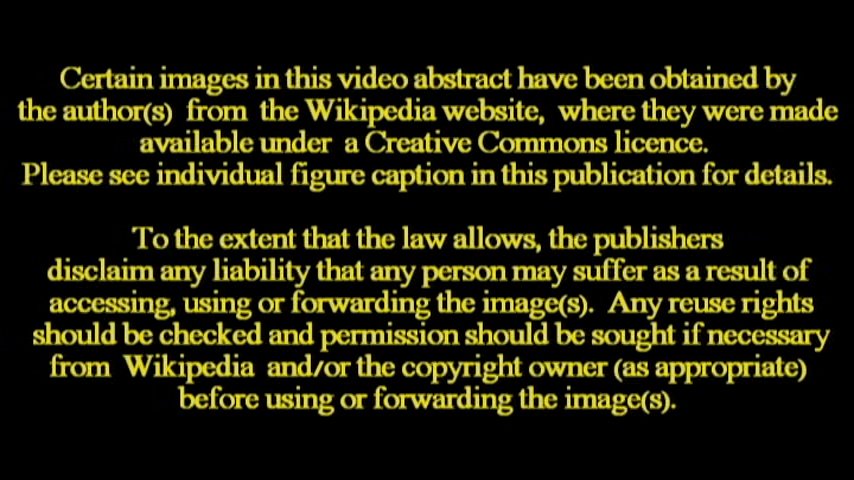 Certain images in this video abstract have been obtained by
the author(s) from the Wikipedia website, where they were made
available under a Creative Commons licence.
Please see individual figure caption in this publication for details.
To the extent that the law allows, the publishers
disclaim any liability that any person may suffer as a result of
accessing, using or forwarding the image(s). Any reuse rights
should be checked and permission should be sought if necessary
from Wikipedia and/or the copyright owner (as appropriate)
before using or forwarding the image(s).